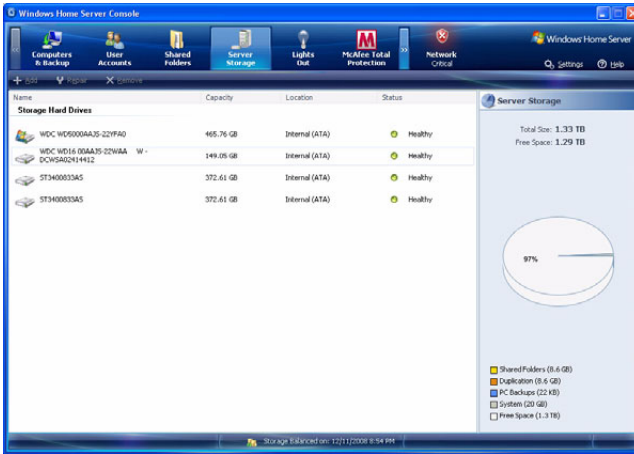 Windows Home Server Console
Computers & Backup
User Accounts
Shared Folders
Server Storage
Lights Out
McAfee Total Protection
Network Critical
Windows Home Server
Settings Help
Add Repair Remove
Name Capacity Location Status
Storage Hard Drives
WDC WD5000AAJS-22YFA0 465.76 GB Internal (ATA) Healthy
WDC WD16 00AAJS-22WAA W -
DCWSA02414412 149.05 GB Internal (ATA) Healthy
ST3400833AS 372.61 GB Internal (ATA) Healthy
ST3400833AS 372.61 GB Internal (ATA) Healthy
Server Storage
Total Size: 1.33 TB
Free Space: 1.29 TB
97%
Shared Folders (8.6 GB)
Duplication (8.6 GB)
PC Backups (22 KB)
System (20 GB)
Free Space (1.3 TB)
Storage Balanced on: 12/11/2008 8:54 PM